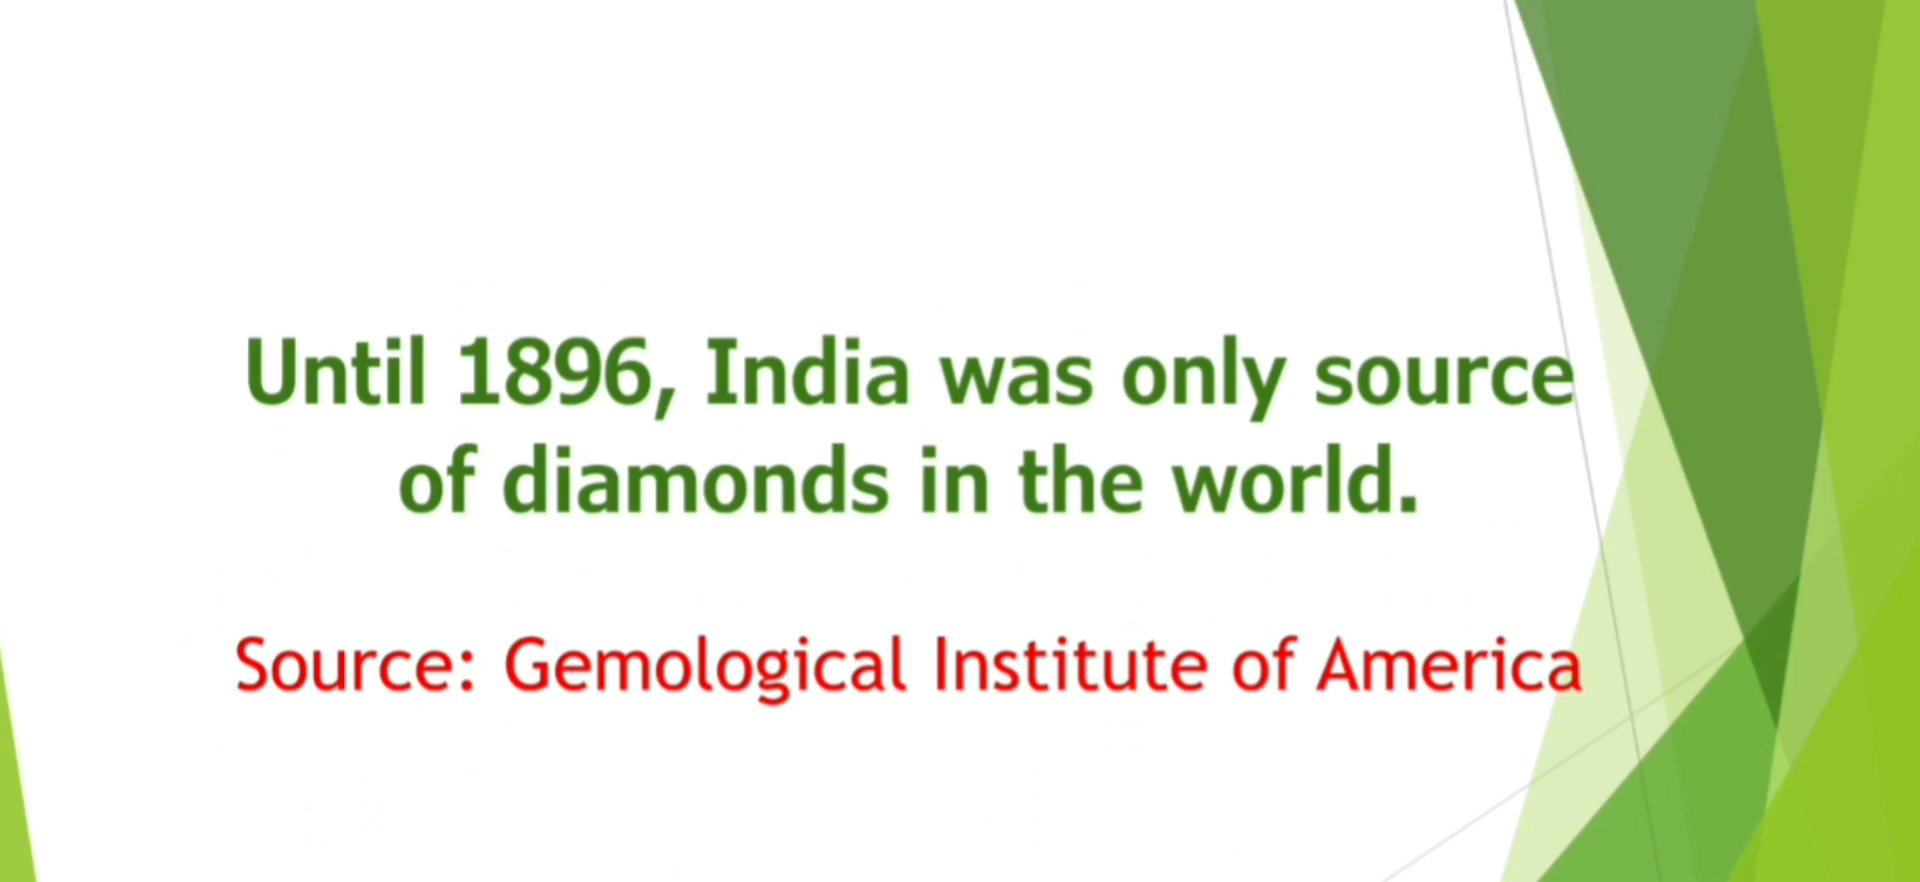 Until 1896, India was only source
of diamonds in the world.
Source: Gemological Institute of America